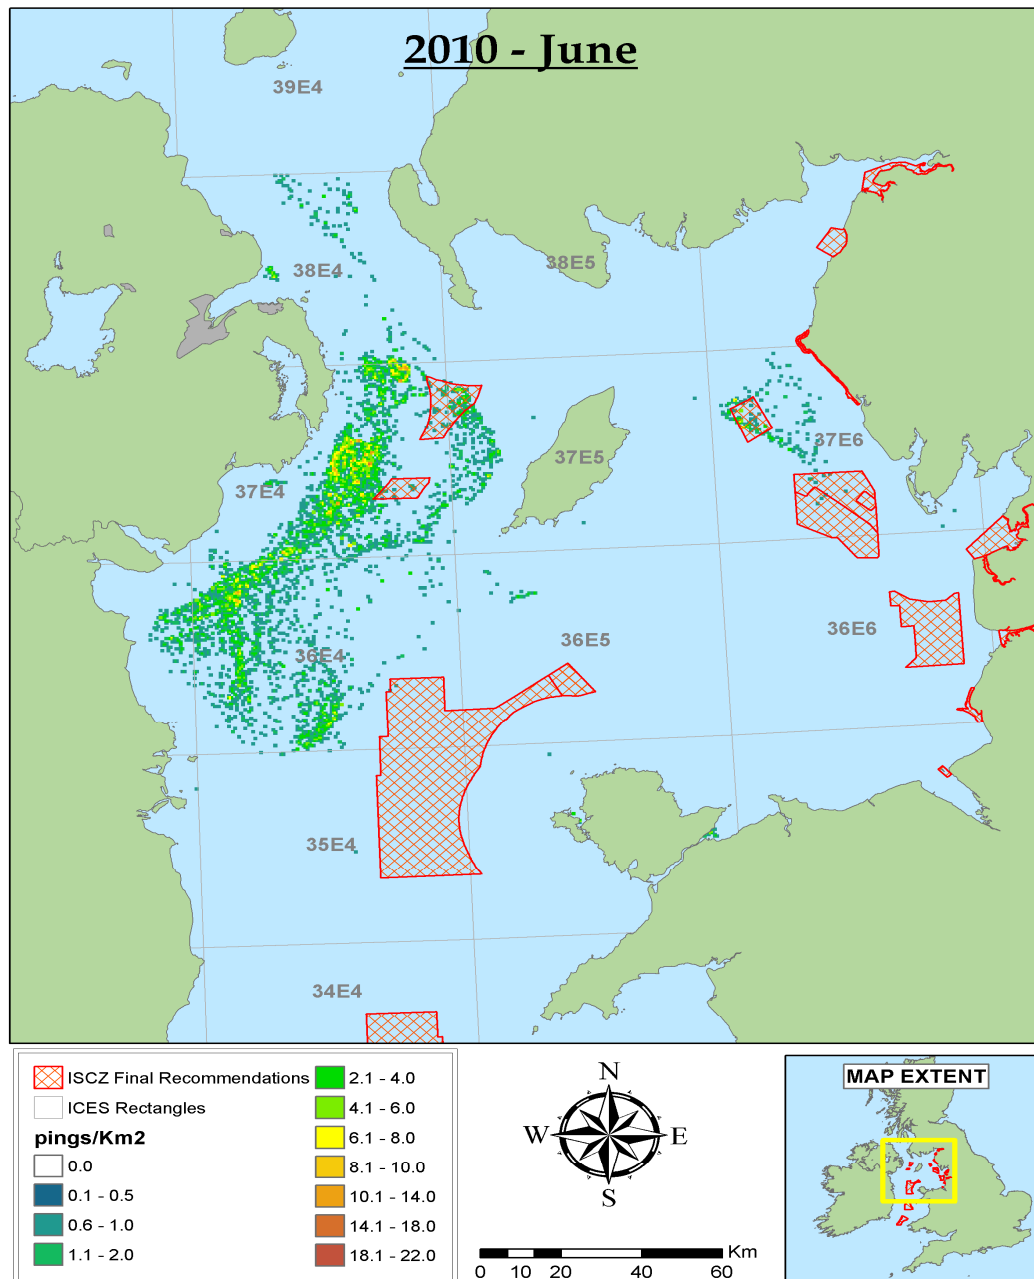 2010 - June
39E4
38E4
38E5
37E6
37E5
37E4
36E4
36E5
36E6
35E4
34E4
ISCZ Final Recommendations
ICES Rectangles
pings/Km2
0.0
0.1 - 0.5
0.6 - 1.0
1.1 - 2.0
2.1 - 4.0
4.1 - 6.0
6.1 - 8.0
8.1 - 10.0
10.1 - 14.0
14.1 - 18.0
18.1 - 22.0
N
W E
S
Km
0 10 20 40 60
MAP EXTENT